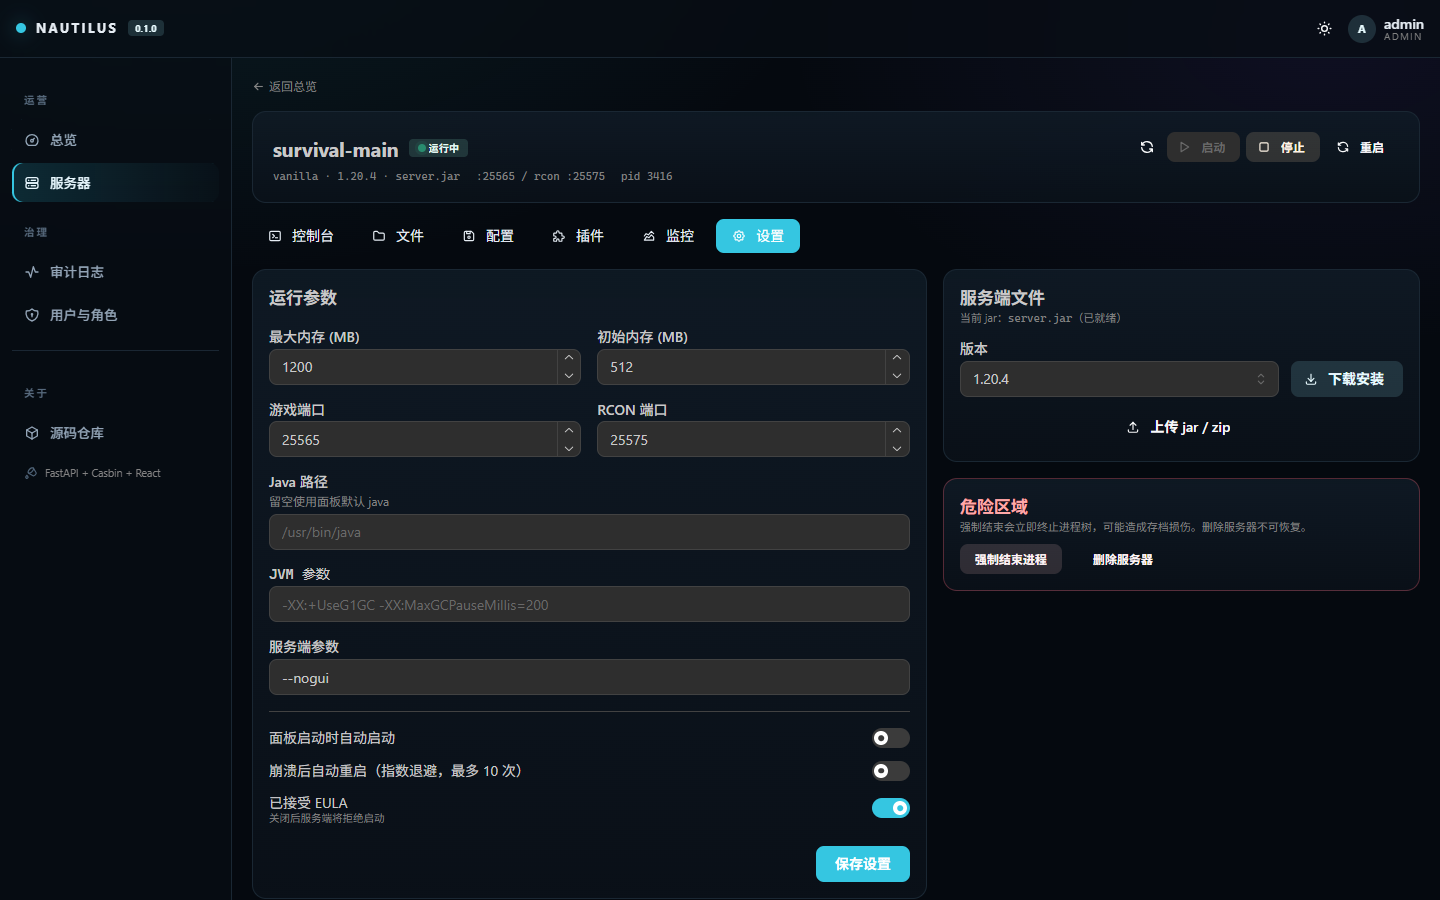 NAUTILUS 0.1.0
A admin
ADMIN
运营
总览
服务器
治理
审计日志
用户与角色
关于
源码仓库
FastAPI + Casbin + React
← 返回总览
survival-main 运行中
vanilla · 1.20.4 · server.jar :25565 / rcon :25575 pid 3416
启动 停止 重启
控制台 文件 配置 插件 监控 设置
运行参数
最大内存 (MB) 初始内存 (MB)
1200 512
游戏端口 RCON 端口
25565 25575
Java 路径
留空使用面板默认 java
/usr/bin/java
JVM 参数
-XX:+UseG1GC -XX:MaxGCPauseMillis=200
服务端参数
--nogui
面板启动时自动启动
崩溃后自动重启（指数退避，最多 10 次）
已接受 EULA
关闭后服务端将拒绝启动
保存设置
服务端文件
当前 jar: server.jar（已就绪）
版本
1.20.4 下载安装
上传 jar / zip
危险区域
强制结束会立即终止进程树，可能造成存档损伤。删除服务器不可恢复。
强制结束进程 删除服务器